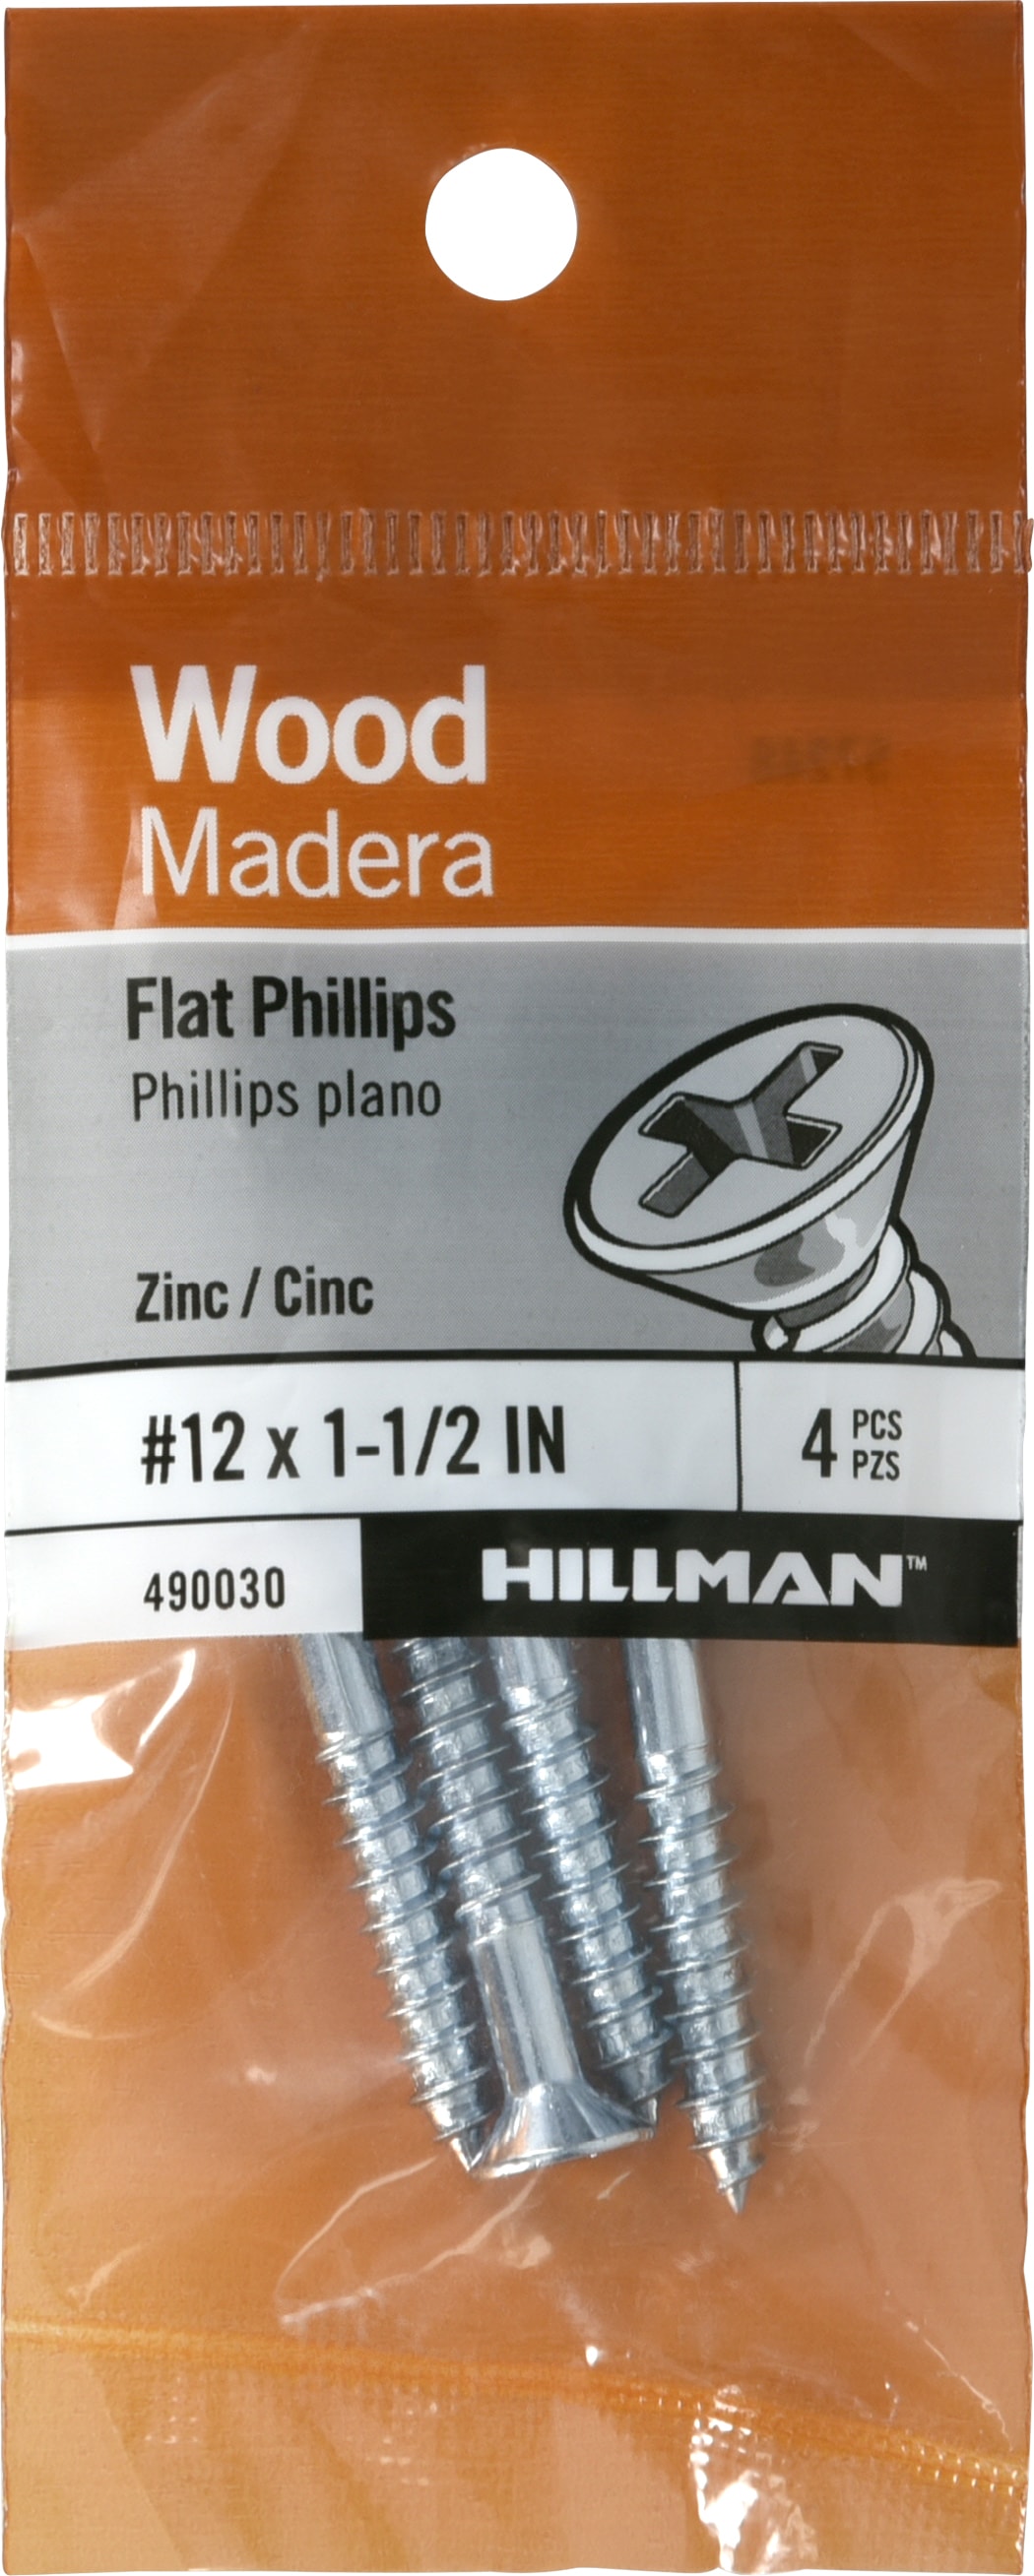 Wood
Madera
Flat Phillips
Phillips plano
Zinc / Cinc
#12 x 1-1/2 IN
4 PCS
PZS
490030
HILLMAN™